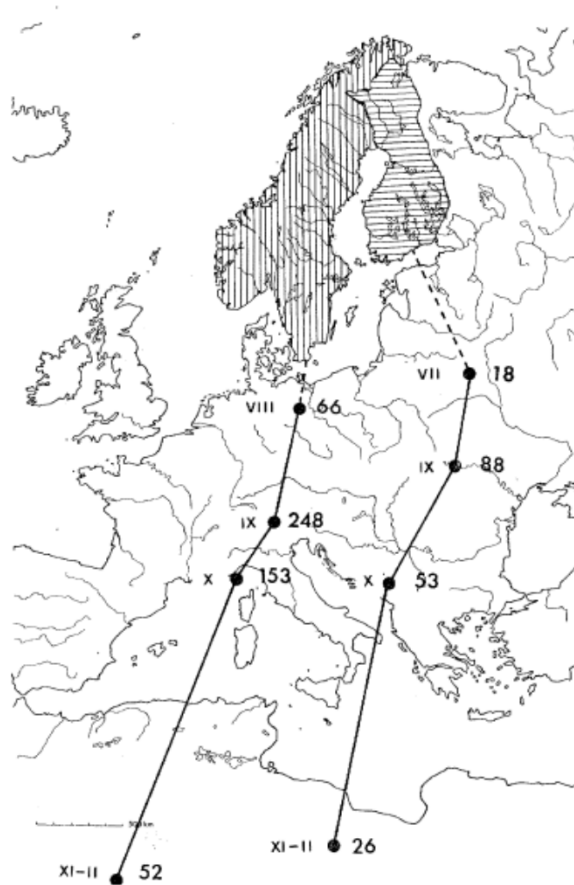 VII 18
VIII 66
IX 88
IX 248
X 153
X 53
XI-II 26
XI-II 52